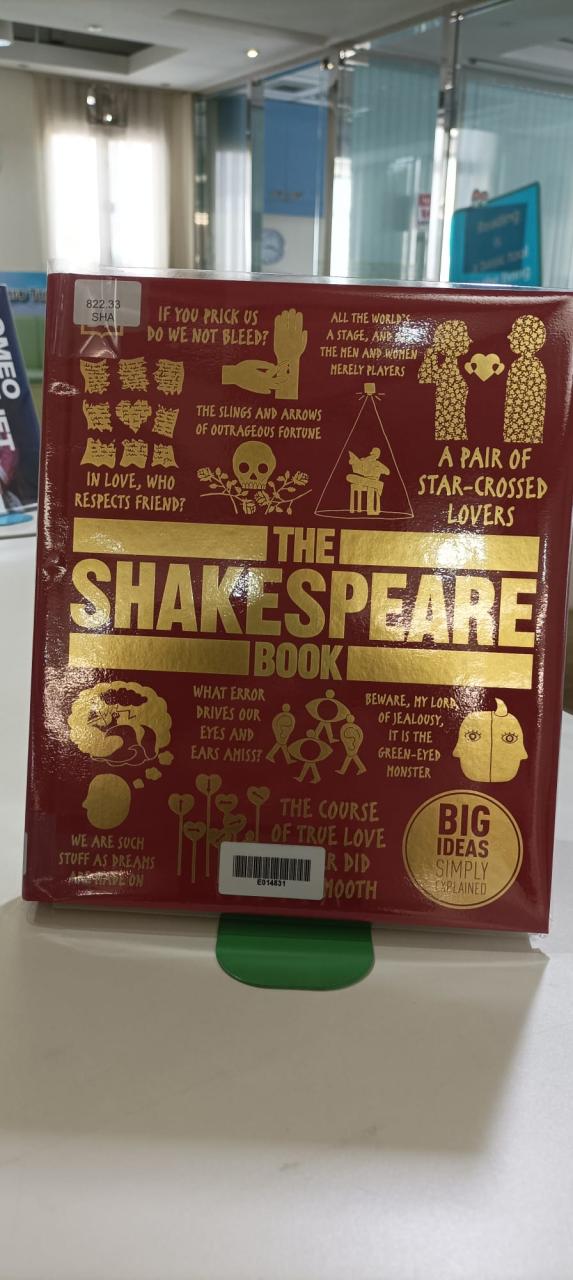 822.33
SHA
IF YOU PRICK US
DO WE NOT BLEED?
ALL THE WORLD'S
A STAGE, AND
THE MEN AND WOMEN
MERELY PLAYERS
THE SLINGS AND ARROWS
OF OUTRAGEOUS FORTUNE
IN LOVE, WHO
RESPECTS FRIEND?
A PAIR OF
STAR-CROSSED
LOVERS
THE
SHAKESPEARE
BOOK
WHAT ERROR
DRIVES OUR
EYES AND
EARS AMISS?
BEWARE, MY LORD,
OF JEALOUSY,
IT IS THE
GREEN-EYED
MONSTER
WE ARE SUCH
STUFF AS DREAMS
ARE MADE ON
THE COURSE
OF TRUE LOVE
DID
MOOTH
E014831
BIG
IDEAS
SIMPLY
EXPLAINED
Reading